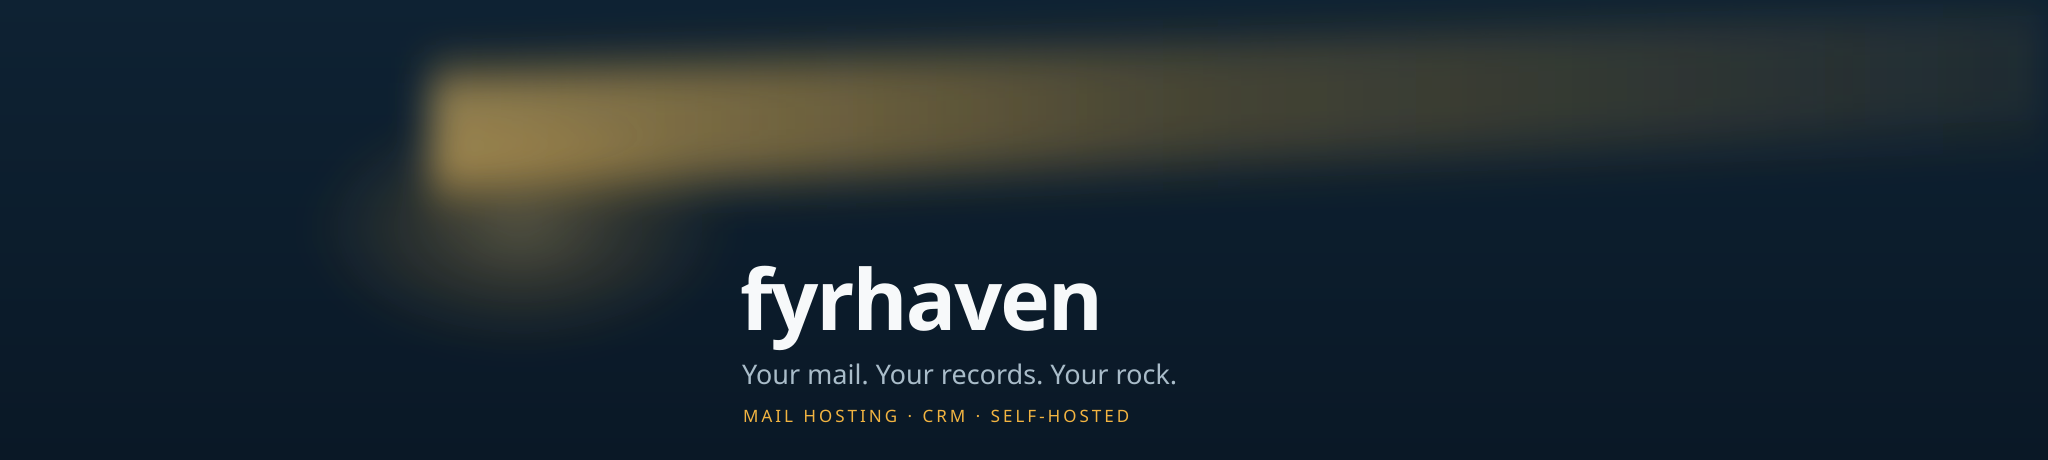 fyrhaven
Your mail. Your records. Your rock.
MAIL HOSTING · CRM · SELF-HOSTED